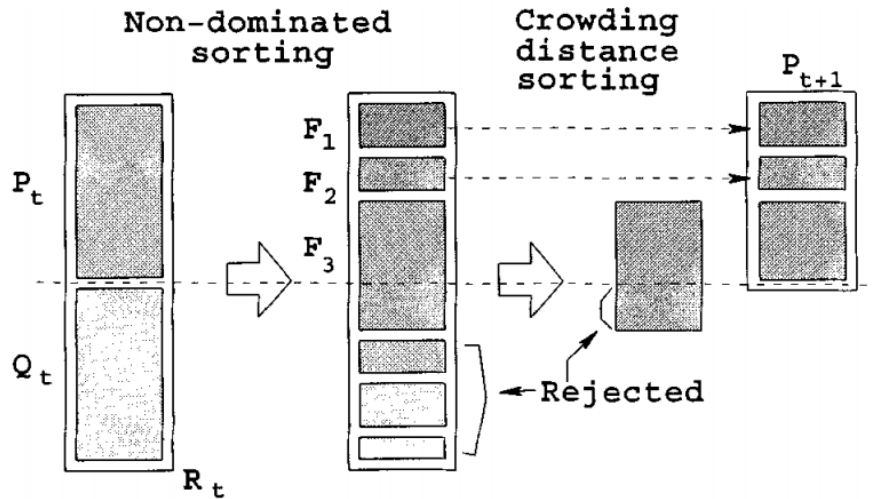 Non-dominated
sorting
Crowding
distance
sorting
P t+1
F 1
P t
F 2
F 3
Q t
Rejected
R t